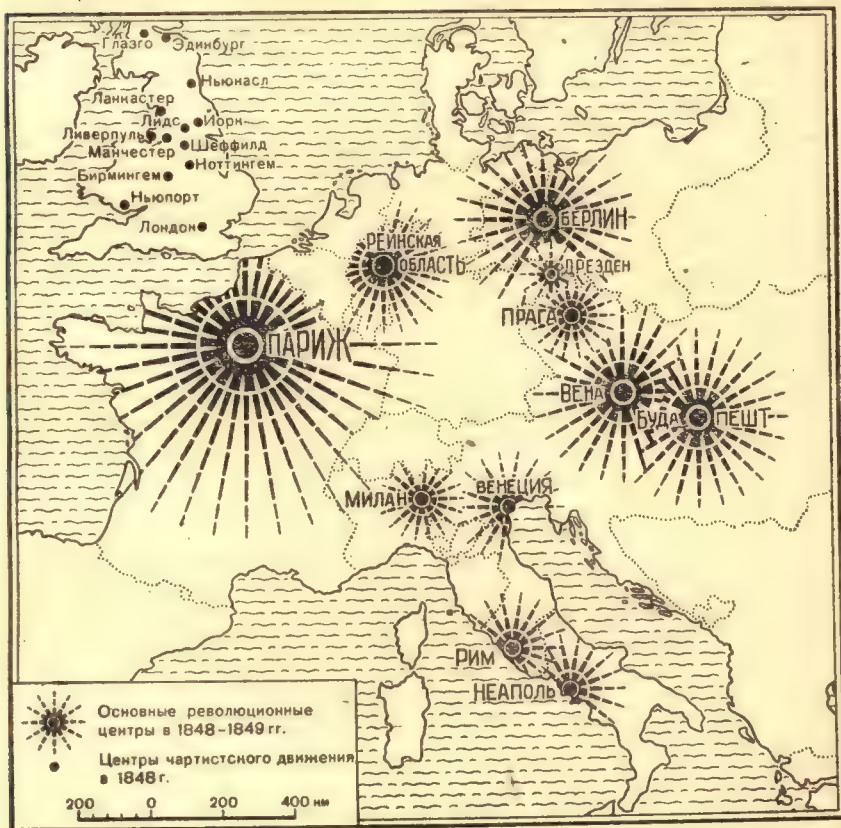 Глазго
Эдинбург
Ньюкасл
Ланкастер
Лидс
Йорк
Ливерпуль
Манчестер
Шеффилд
Ноттингем
Бирмингем
Ньюпорт
Лондон
БЕРЛИН
РЕЙНСКАЯ
ОБЛАСТЬ
ДРЕЗДЕН
ПРАГА
ПАРИЖ
ВЕНА
БУДА ПЕШТ
МИЛАН
ВЕНЕЦИЯ
РИМ
НЕАПОЛЬ
Основные революционные
центры в 1848-1849 гг.
Центры чартистского движения
в 1848 г.
200 0 200 400 км